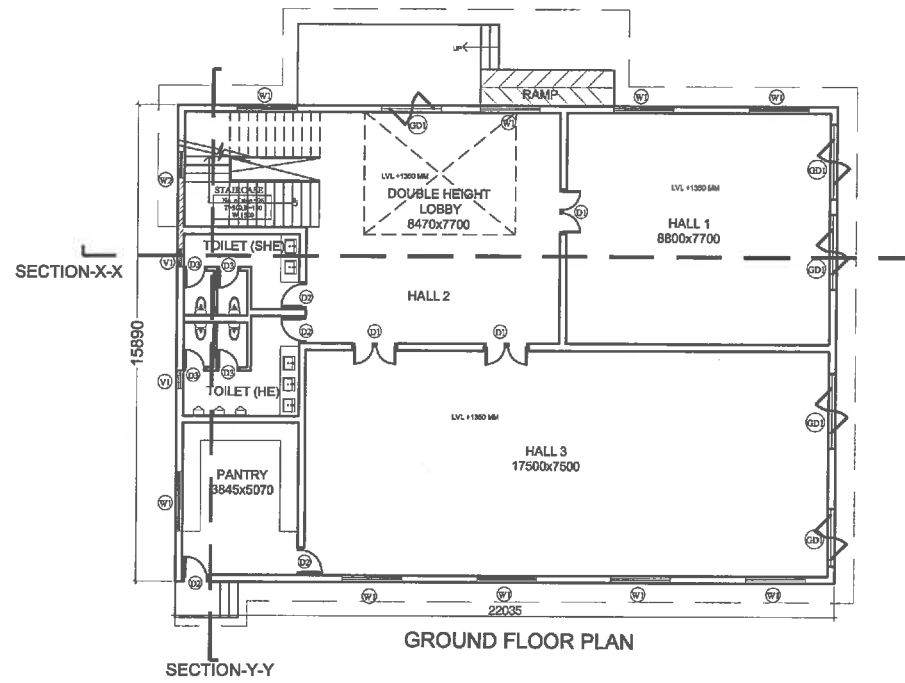 UP
RAMP
W1
W1
W1
GD1
W1
W2
LVL +1350 MM
DOUBLE HEIGHT
LOBBY
8470x7700
LVL +1350 MM
HALL 1
8800x7700
GD1
D1
STAIRCASE
TOILET (SHE)
SECTION-X-X
V1
D3
D3
D2
HALL 2
GD1
D2
D1
D1
15890
V1
D3
D3
TOILET (HE)
LVL +1350 MM
GD1
HALL 3
17500x7500
PANTRY
3845x5070
W1
GD1
D2
D2
W1
W1
W1
W1
22035
GROUND FLOOR PLAN
SECTION-Y-Y